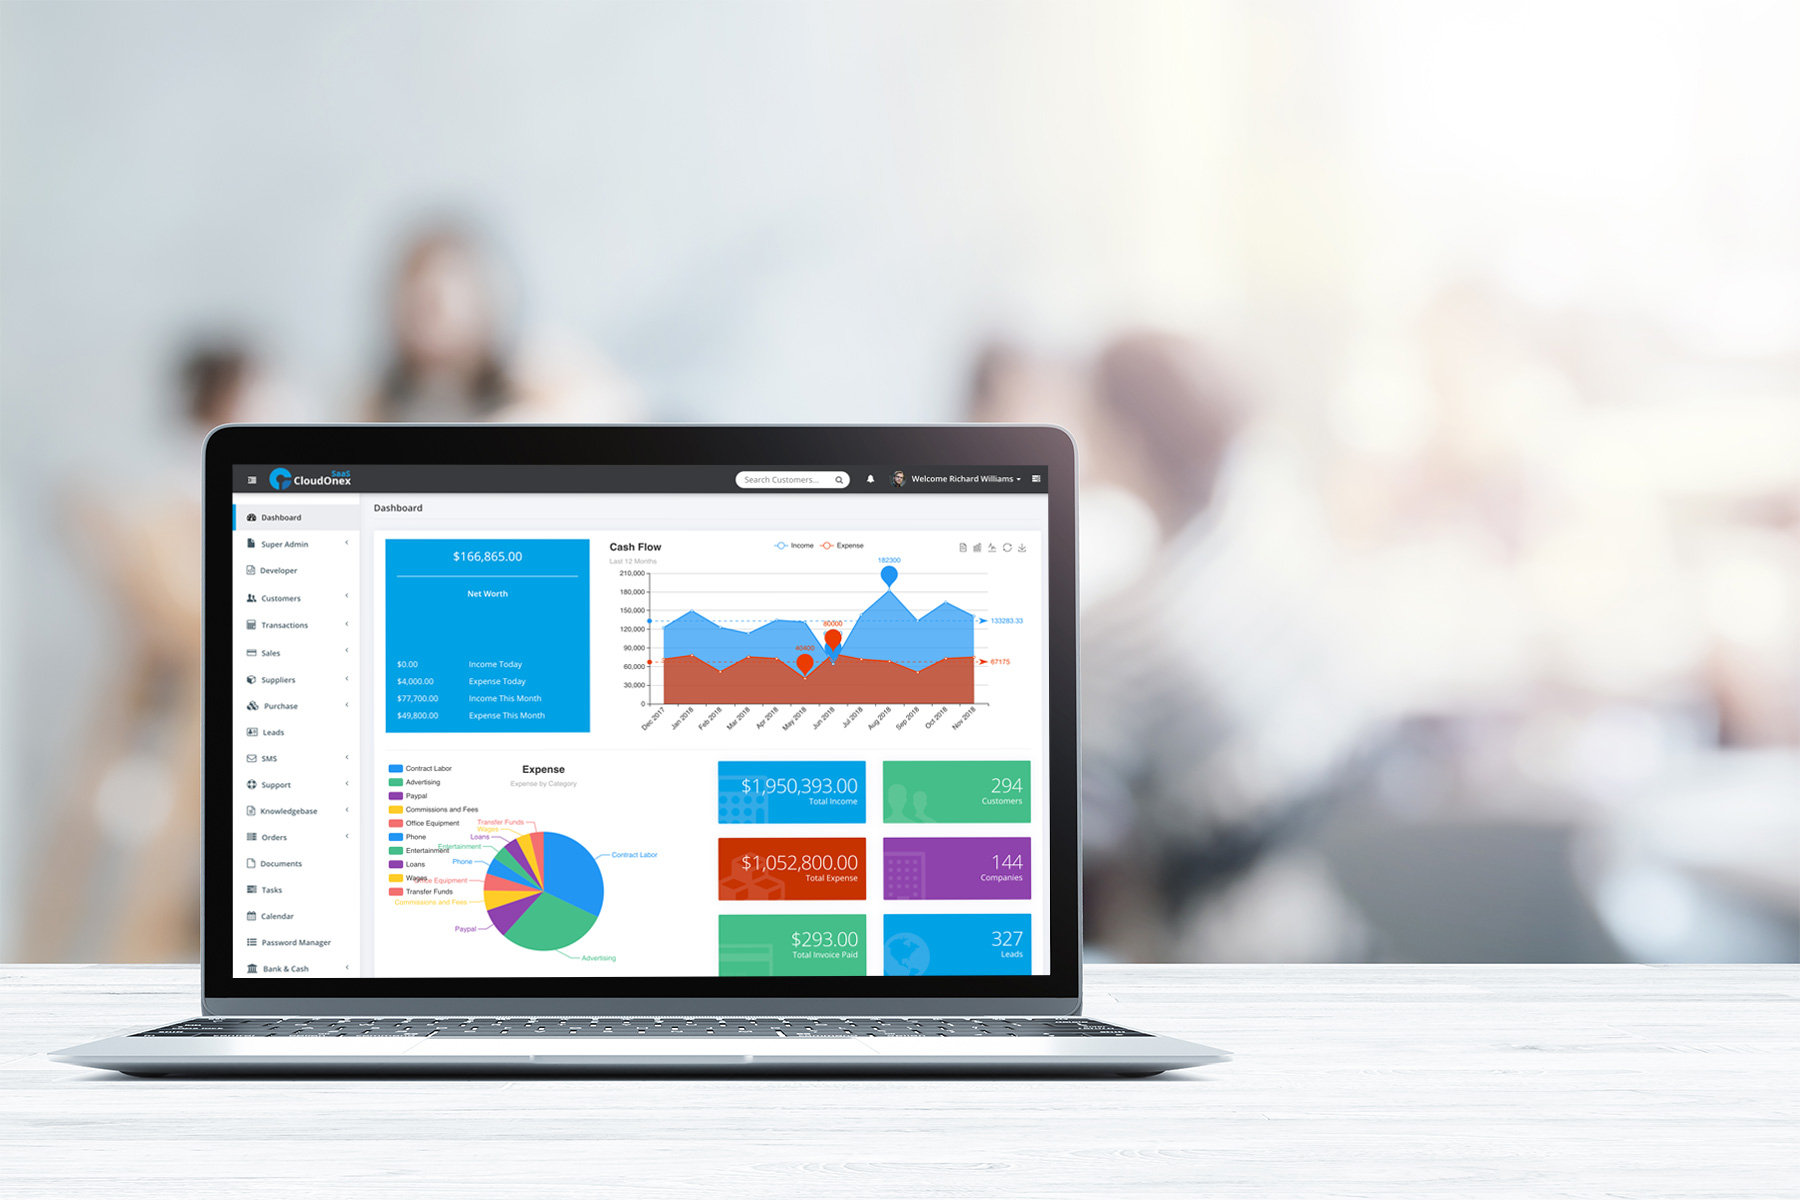 SaaS
CloudOnex
Search Customers...
Welcome Richard Williams
Dashboard
Super Admin
Developer
Customers
Transactions
Sales
Suppliers
Purchase
Leads
SMS
Support
Knowledgebase
Orders
Documents
Tasks
Calendar
Password Manager
Bank & Cash
Dashboard
$166,865.00
Net Worth
$0.00 Income Today
$4,000.00 Expense Today
$77,700.00 Income This Month
$49,800.00 Expense This Month
Cash Flow
Last 12 Months
Income Expense
210,000
180,000
150,000
120,000
90,000
60,000
30,000
0
182300
133283.33
80000
40400
67175
Dec 2017
Jan 2018
Feb 2018
Mar 2018
Apr 2018
May 2018
Jun 2018
Jul 2018
Aug 2018
Sep 2018
Oct 2018
Nov 2018
Expense
Expense by Category
Contract Labor
Advertising
Paypal
Commissions and Fees
Office Equipment
Phone
Entertainment
Loans
Wages
Transfer Funds
Transfer Funds
Wages
Loans
Entertainment
Phone
Office Equipment
Commissions and Fees
Paypal
Advertising
Contract Labor
$1,950,393.00
Total Income
294
Customers
$1,052,800.00
Total Expense
144
Companies
$293.00
Total Invoice Paid
327
Leads